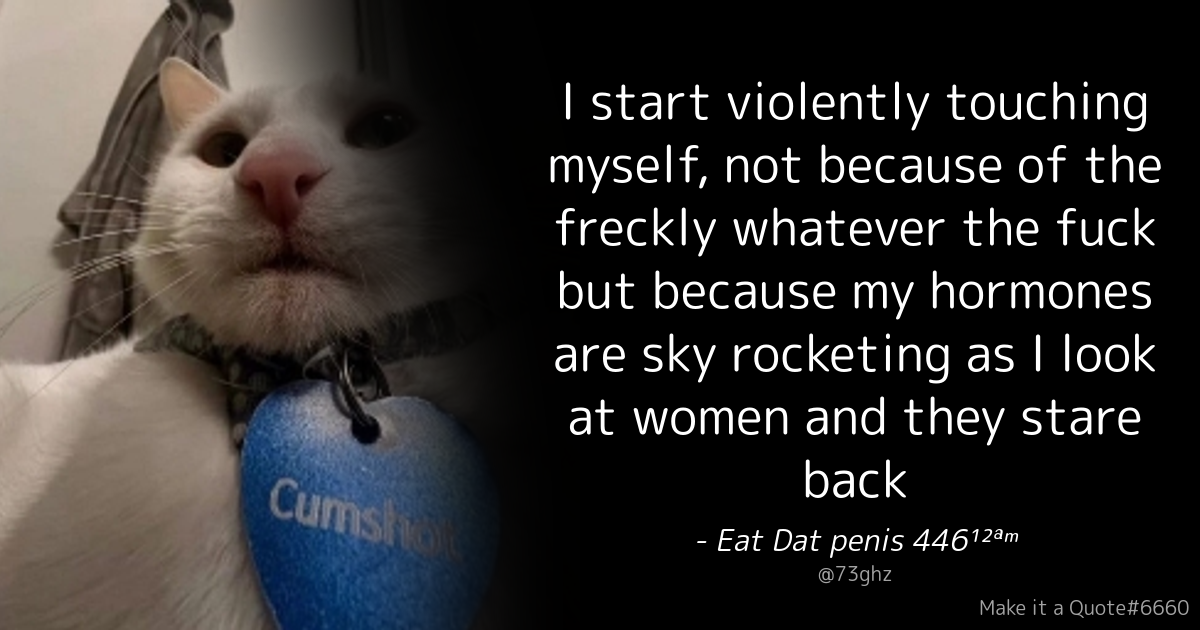 I start violently touching
myself, not because of the
freckly whatever the fuck
but because my hormones
are sky rocketing as I look
at women and they stare
back
- Eat Dat penis 446¹²ᵃᵐ
@73ghz
Make it a Quote#6660